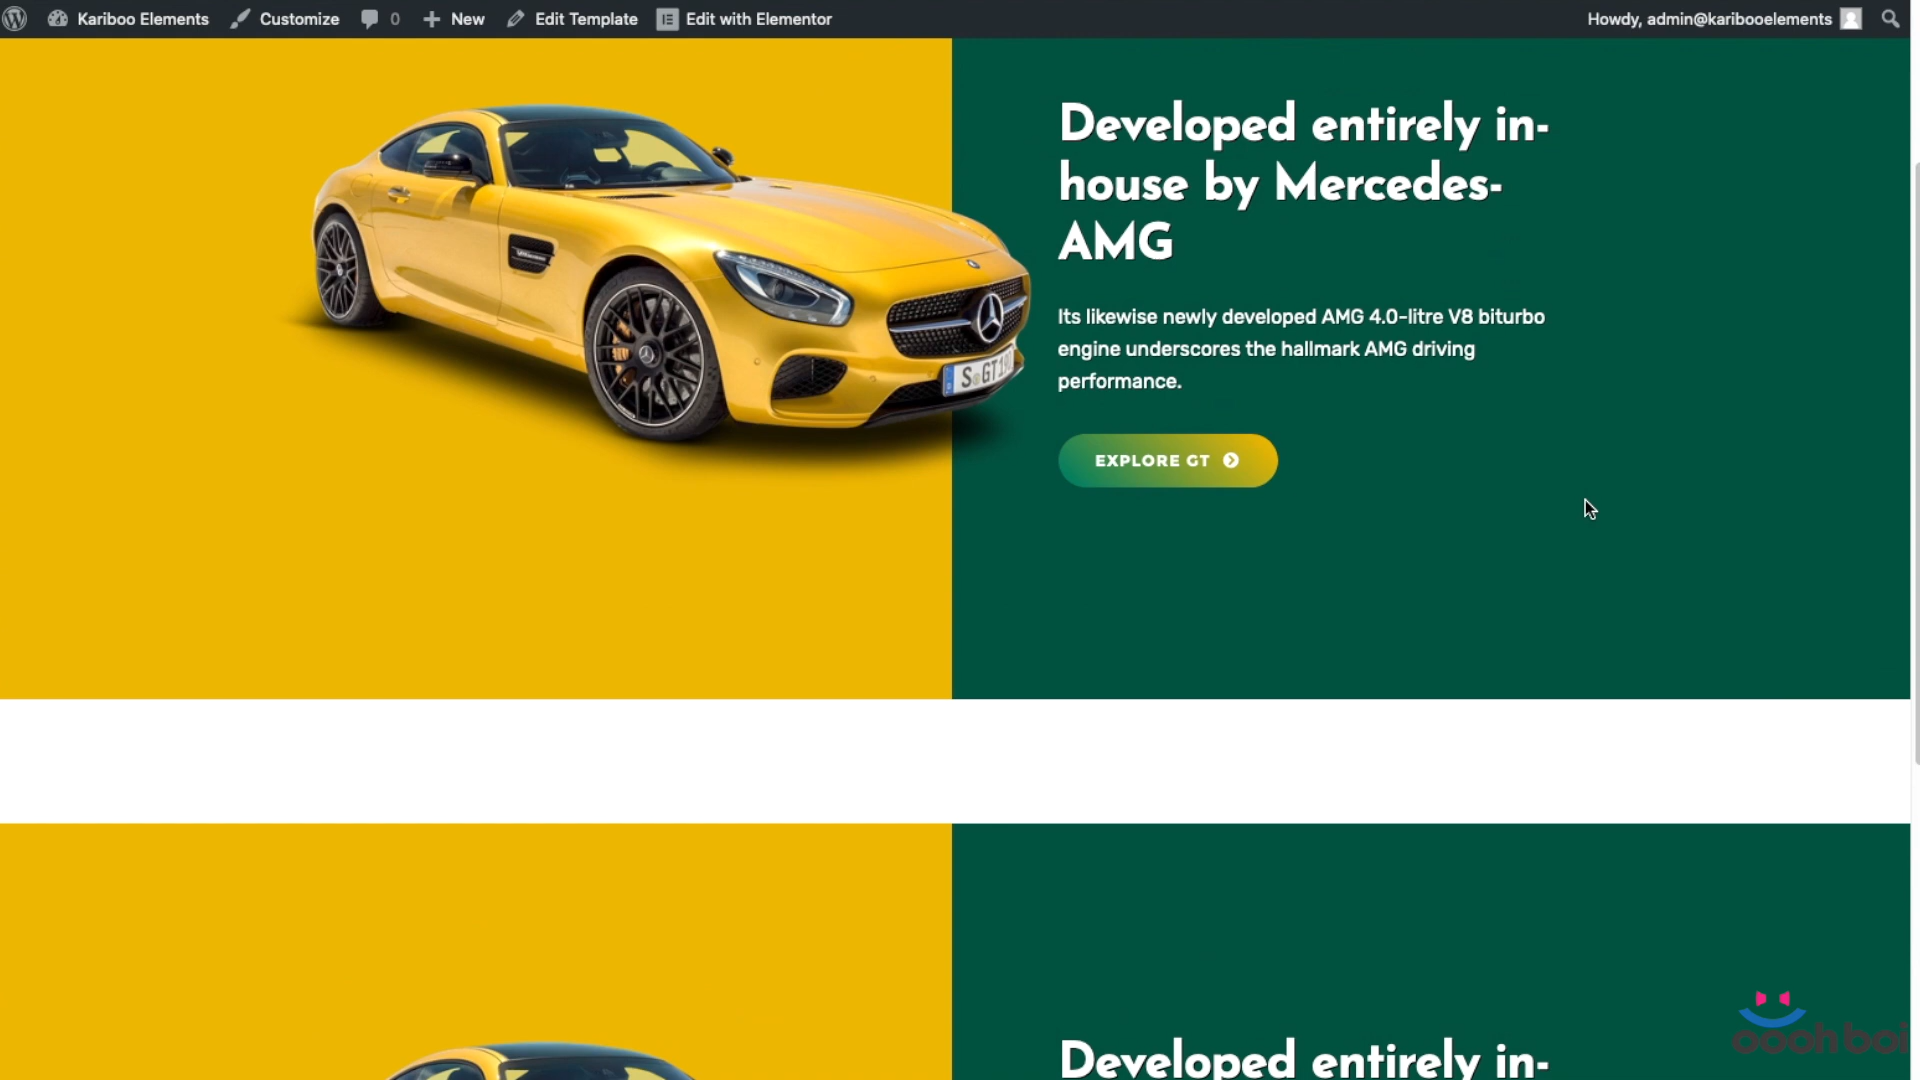 Kariboo Elements Customize 0 New Edit Template Edit with Elementor Howdy, admin@karibooelements
Developed entirely in-
house by Mercedes-
AMG
Its likewise newly developed AMG 4.0-litre V8 biturbo
engine underscores the hallmark AMG driving
performance.
EXPLORE GT
Developed entirely in-
ooohboi